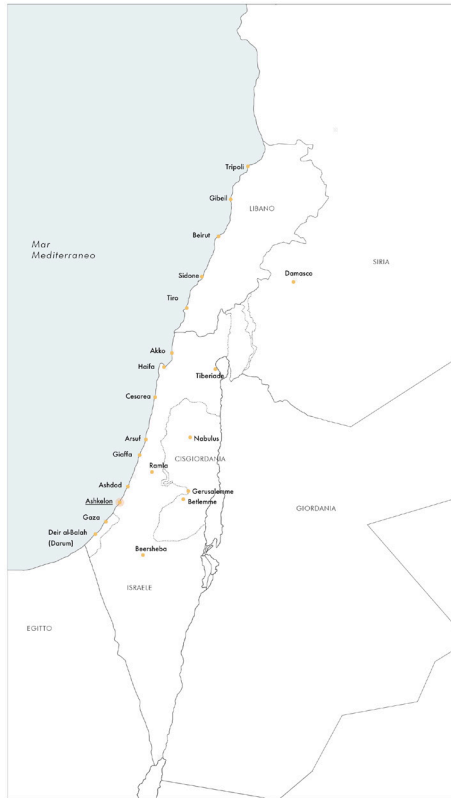 Tripoli
Gibeil
LIBANO
Beirut
Mar
Mediterraneo
SIRIA
Sidone
Damasco
Tiro
Akko
Haifa
Tiberiade
Cesarea
Arsuf
Nabulus
Giaffa
CISGIORDANIA
Ramla
Ashdod
Gerusalemme
Ashkelon
Betlemme
GIORDANIA
Gaza
Deir al-Balah
(Darum)
Beersheba
ISRAELE
EGITTO